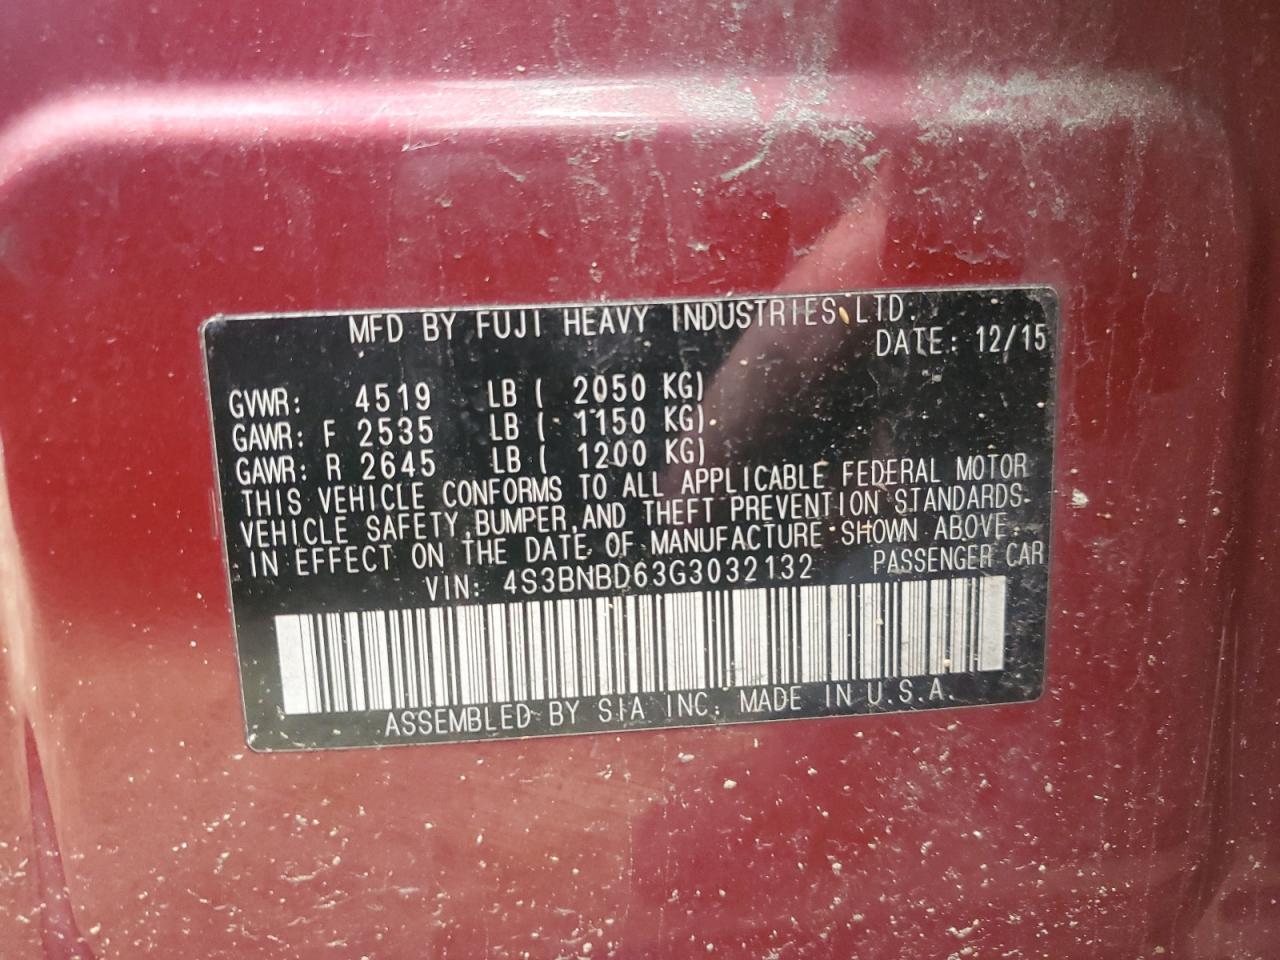 MFD BY FUJI HEAVY INDUSTRIES LTD.
DATE: 12/15
GVWR: 4519 LB ( 2050 KG)
GAWR: F 2535 LB ( 1150 KG)
GAWR: R 2645 LB ( 1200 KG)
THIS VEHICLE CONFORMS TO ALL APPLICABLE FEDERAL MOTOR
VEHICLE SAFETY, BUMPER, AND THEFT PREVENTION STANDARDS
IN EFFECT ON THE DATE OF MANUFACTURE SHOWN ABOVE.
VIN: 4S3BNBD63G3032132 PASSENGER CAR
ASSEMBLED BY SIA INC. MADE IN U.S.A.